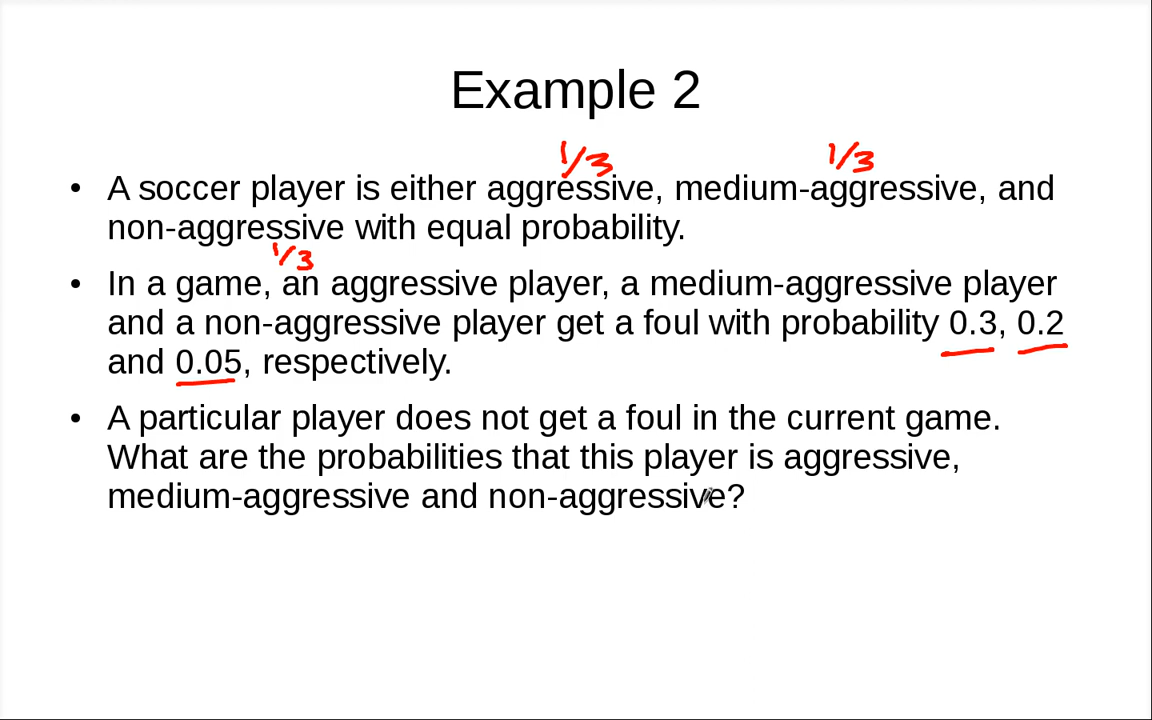 Example 2
1/3 1/3
• A soccer player is either aggressive, medium-aggressive, and
non-aggressive with equal probability.
1/3
• In a game, an aggressive player, a medium-aggressive player
and a non-aggressive player get a foul with probability 0.3, 0.2
and 0.05, respectively.
• A particular player does not get a foul in the current game.
What are the probabilities that this player is aggressive,
medium-aggressive and non-aggressive?